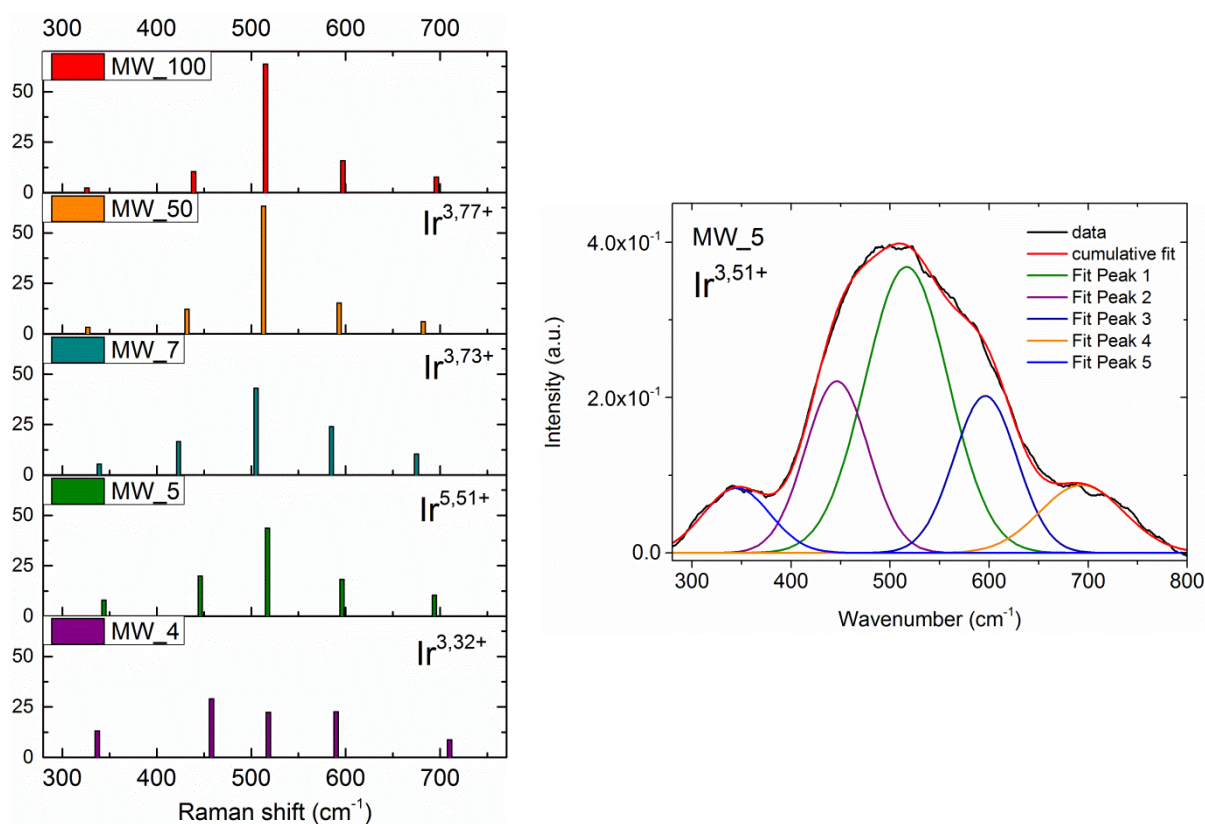 300 400 500 600 700
MW_100
50
25
0
MW_50
Ir3,77+
50
25
0
MW_7
Ir3,73+
50
25
0
MW_5
Ir5,51+
50
25
0
MW_4
Ir3,32+
50
25
0
300 400 500 600 700
Raman shift (cm-1)
MW_5
Ir3,51+
data
cumulative fit
Fit Peak 1
Fit Peak 2
Fit Peak 3
Fit Peak 4
Fit Peak 5
4.0x10-1
2.0x10-1
0.0
Intensity (a.u.)
300 400 500 600 700 800
Wavenumber (cm-1)